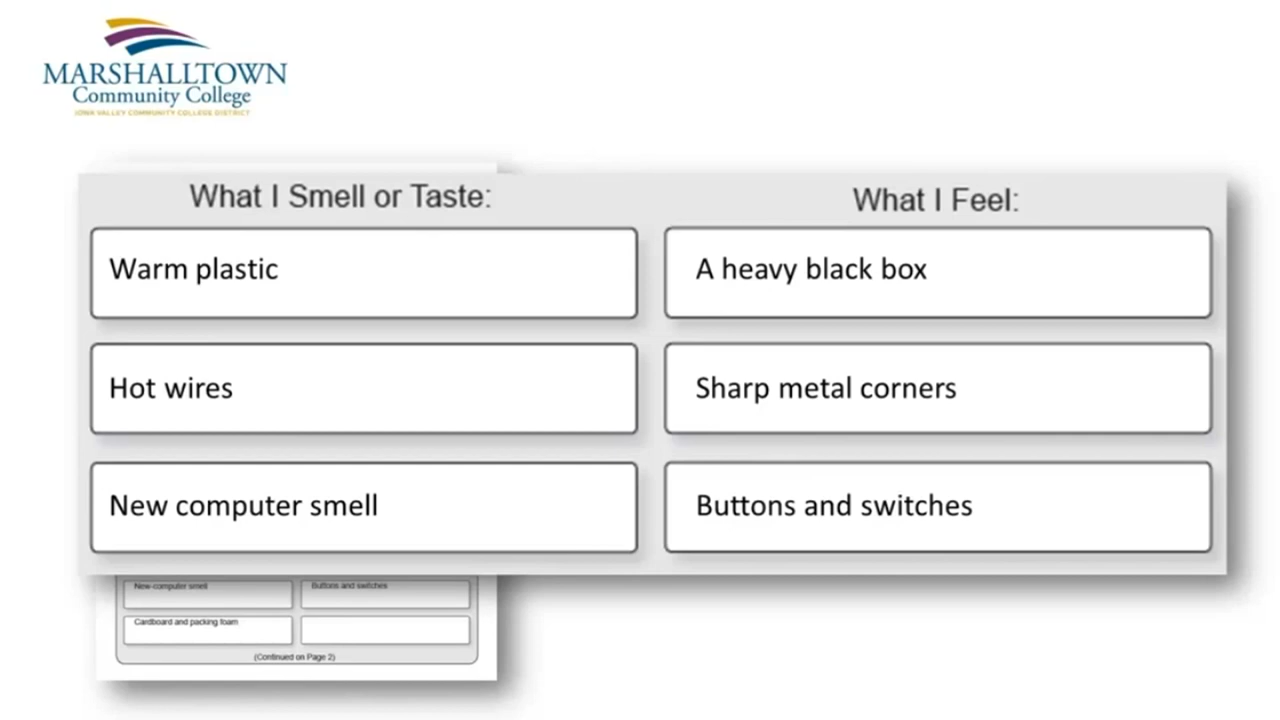 MARSHALLTOWN
Community College
IOWA VALLEY COMMUNITY COLLEGE DISTRICT
What I Smell or Taste:
What I Feel:
Warm plastic
A heavy black box
Hot wires
Sharp metal corners
New computer smell
Buttons and switches
New-computer smell
Buttons and switches
Cardboard and packing foam
(Continued on Page 2)